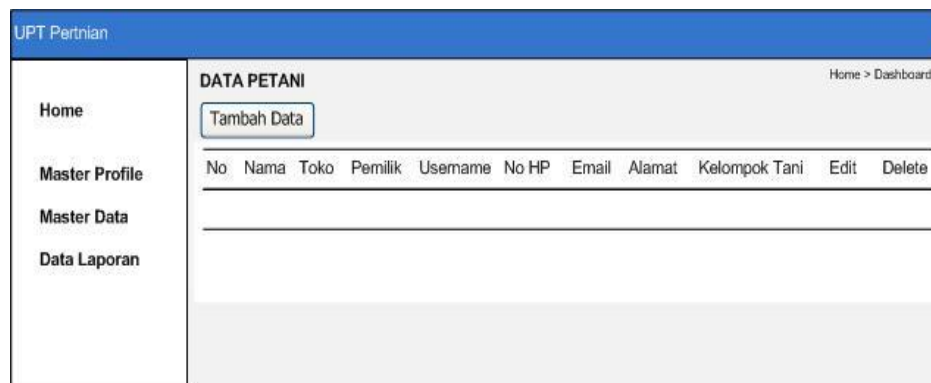 UPT Pertnian
Home > Dashboard
DATA PETANI
Tambah Data
Home
Master Profile
Master Data
Data Laporan
No Nama Toko Pemilik Username No HP Email Alamat Kelompok Tani Edit Delete